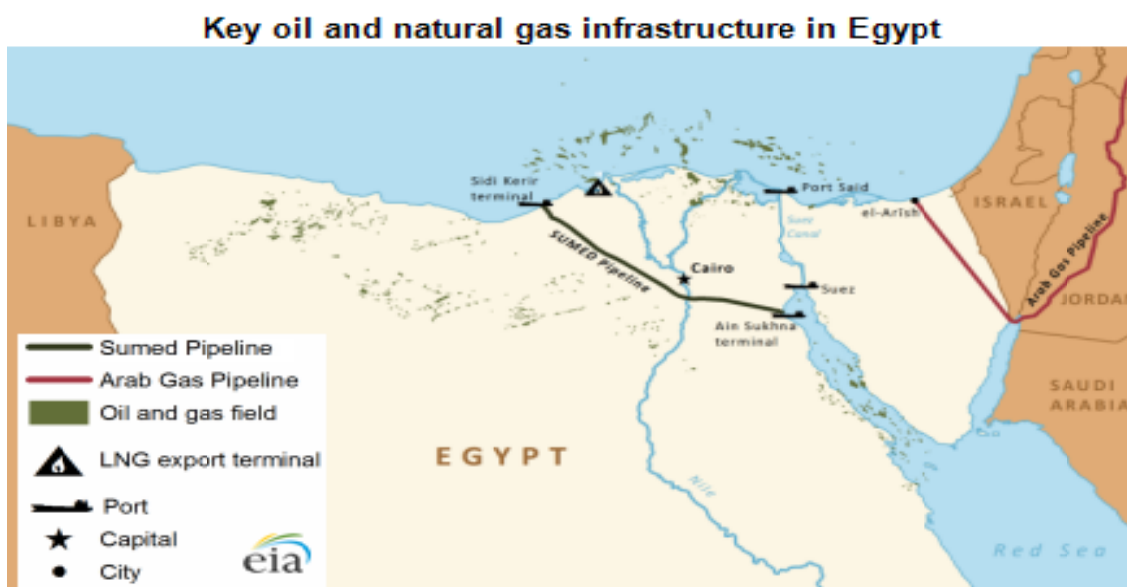 Key oil and natural gas infrastructure in Egypt
Sidi Kerir
terminal
Port Said
el-Arīsh
ISRAEL
LIBYA
Suez
Canal
SUMED Pipeline
Cairo
Arab Gas Pipeline
Suez
JORDAN
Ain Sukhna
terminal
Sumed Pipeline
Arab Gas Pipeline
SAUDI
ARABIA
Oil and gas field
EGYPT
LNG export terminal
Nile
Port
Capital
eia
Red Sea
City